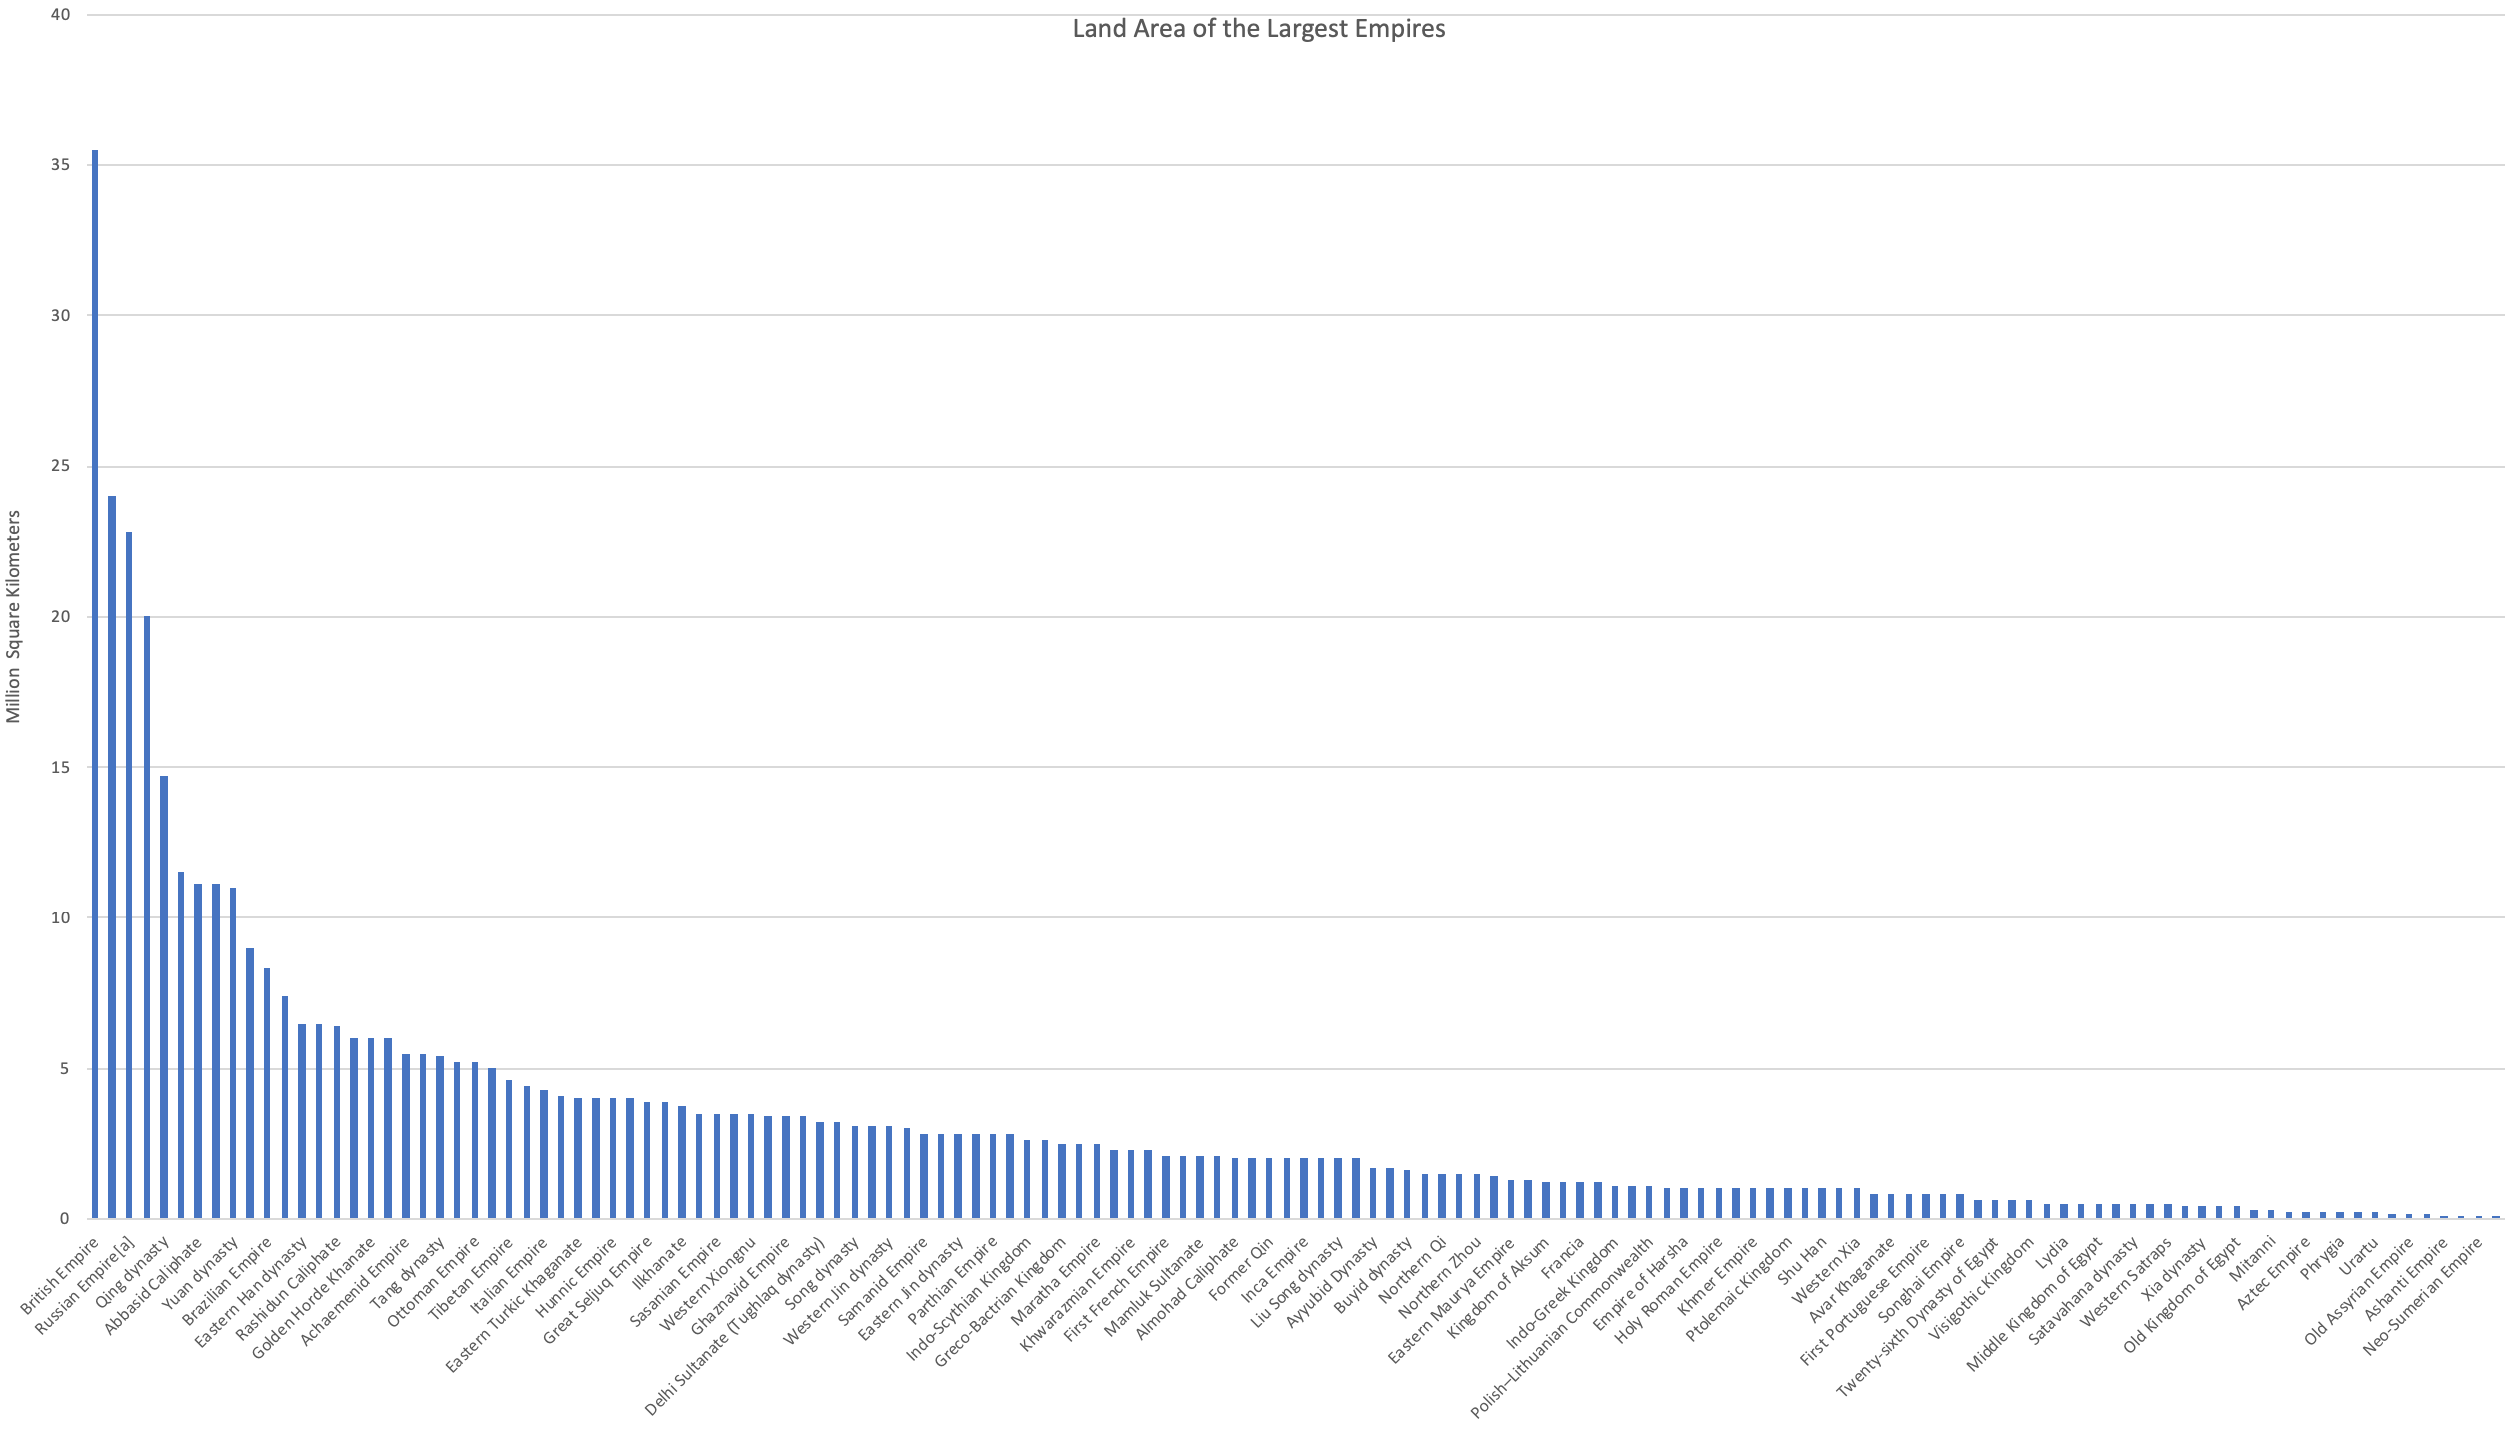 Land Area of the Largest Empires
Million Square Kilometers
40
35
30
25
20
15
10
5
0
British Empire
Russian Empire[a]
Qing dynasty
Abbasid Caliphate
Yuan dynasty
Brazilian Empire
Eastern Han dynasty
Rashidun Caliphate
Golden Horde Khanate
Achaemenid Empire
Tang dynasty
Ottoman Empire
Tibetan Empire
Italian Empire
Eastern Turkic Khaganate
Hunnic Empire
Great Seljuq Empire
Ilkhanate
Sasanian Empire
Western Xiongnu
Ghaznavid Empire
Delhi Sultanate (Tughlaq dynasty)
Song dynasty
Western Jin dynasty
Samanid Empire
Eastern Jin dynasty
Parthian Empire
Indo-Scythian Kingdom
Greco-Bactrian Kingdom
Maratha Empire
Khwarazmian Empire
First French Empire
Mamluk Sultanate
Almohad Caliphate
Former Qin
Inca Empire
Liu Song dynasty
Ayyubid Dynasty
Buyid dynasty
Northern Qi
Northern Zhou
Eastern Maurya Empire
Kingdom of Aksum
Francia
Indo-Greek Kingdom
Polish–Lithuanian Commonwealth
Empire of Harsha
Holy Roman Empire
Khmer Empire
Ptolemaic Kingdom
Shu Han
Western Xia
Avar Khaganate
First Portuguese Empire
Songhai Empire
Twenty-sixth Dynasty of Egypt
Visigothic Kingdom
Lydia
Middle Kingdom of Egypt
Satavahana dynasty
Western Satraps
Xia dynasty
Old Kingdom of Egypt
Mitanni
Aztec Empire
Phrygia
Urartu
Old Assyrian Empire
Ashanti Empire
Neo-Sumerian Empire